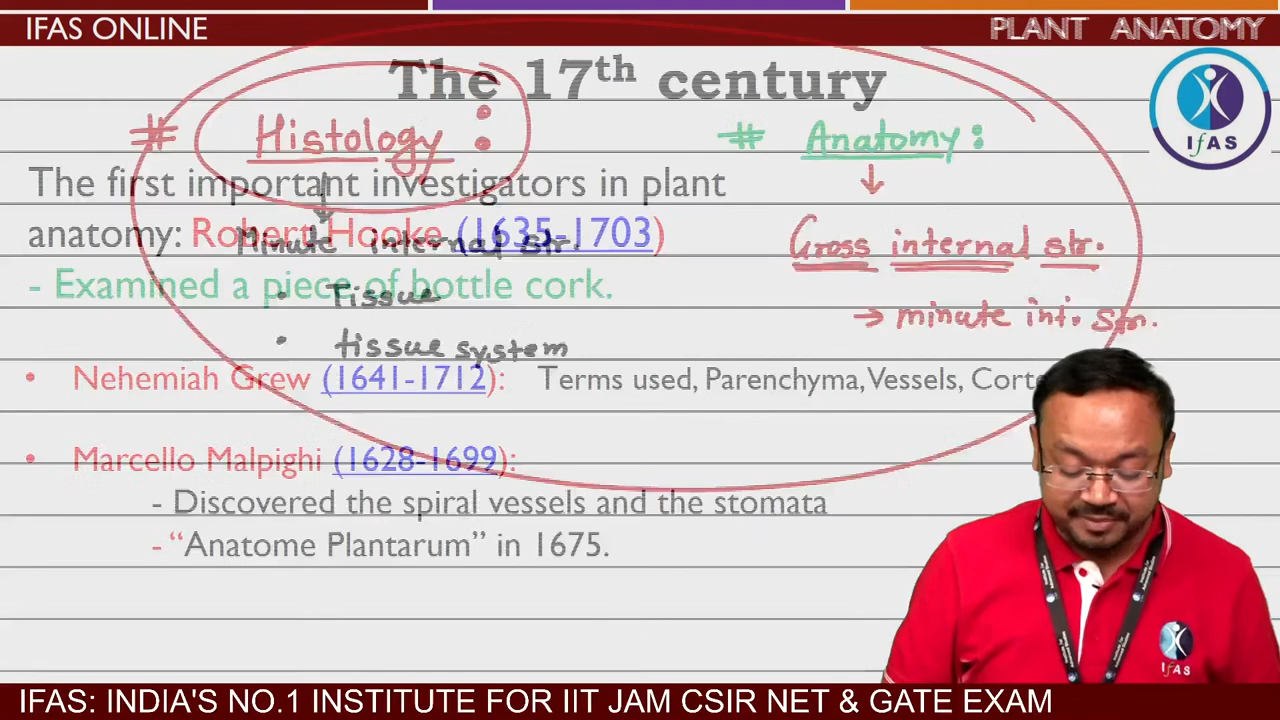 IFAS ONLINE
PLANT ANATOMY
The 17th century
IfAS
# Histology :
# Anatomy :
The first important investigators in plant
anatomy: Robert Hooke (1635-1703)
Minute internal str.
Gross internal str.
- Examined a piece of bottle cork.
• Tissue
→ minute int. str.
• tissue system
• Nehemiah Grew (1641-1712): Terms used, Parenchyma, Vessels,
• Marcello Malpighi (1628-1699):
- Discovered the spiral vessels and the stomata
- “Anatome Plantarum” in 1675.
IfAS
IFAS: INDIA'S NO.1 INSTITUTE FOR IIT JAM CSIR NET & GATE EXAM